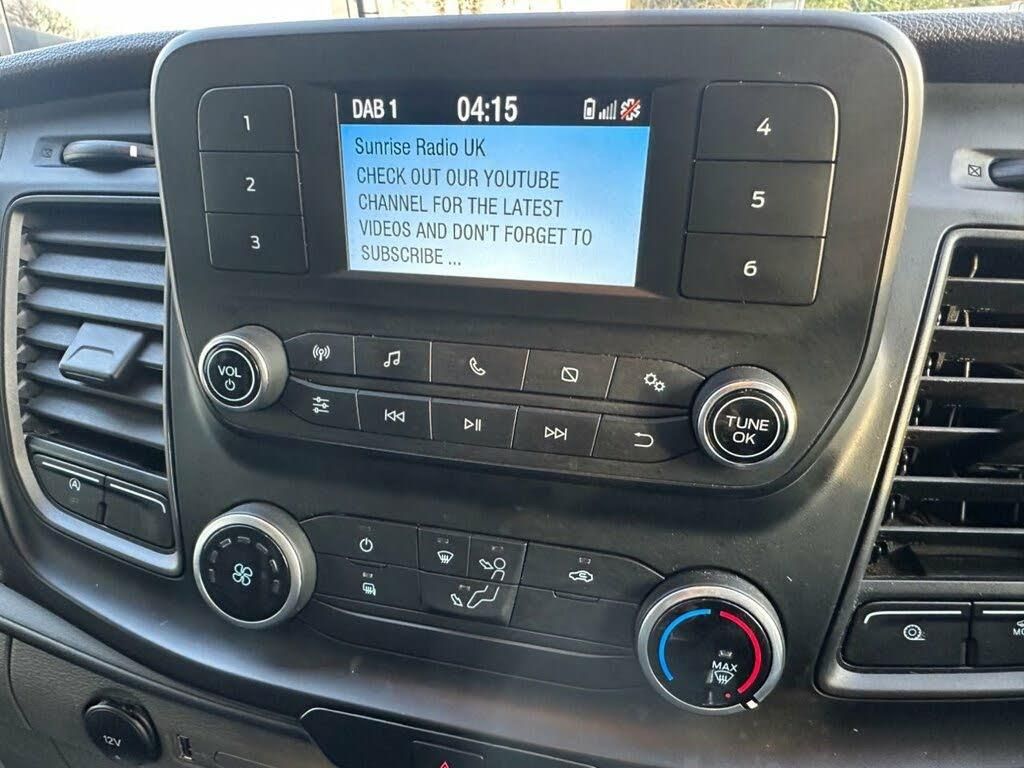 DAB 1 04:15
Sunrise Radio UK
CHECK OUT OUR YOUTUBE
CHANNEL FOR THE LATEST
VIDEOS AND DON'T FORGET TO
SUBSCRIBE ...
1
2
3
4
5
6
VOL
TUNE
OK
A
MAX
12V